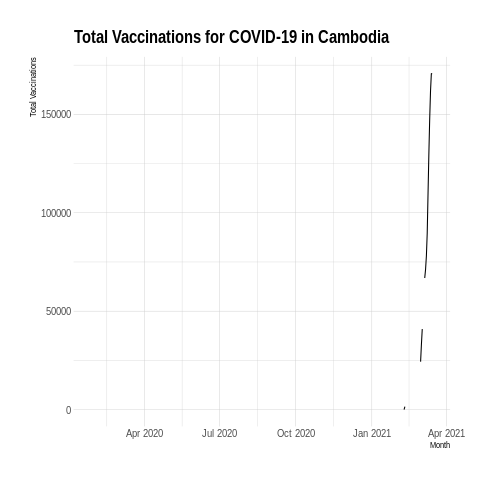 Total Vaccinations for COVID-19 in Cambodia
Total Vaccinations
150000
100000
50000
0
Apr 2020 Jul 2020 Oct 2020 Jan 2021 Apr 2021
Month